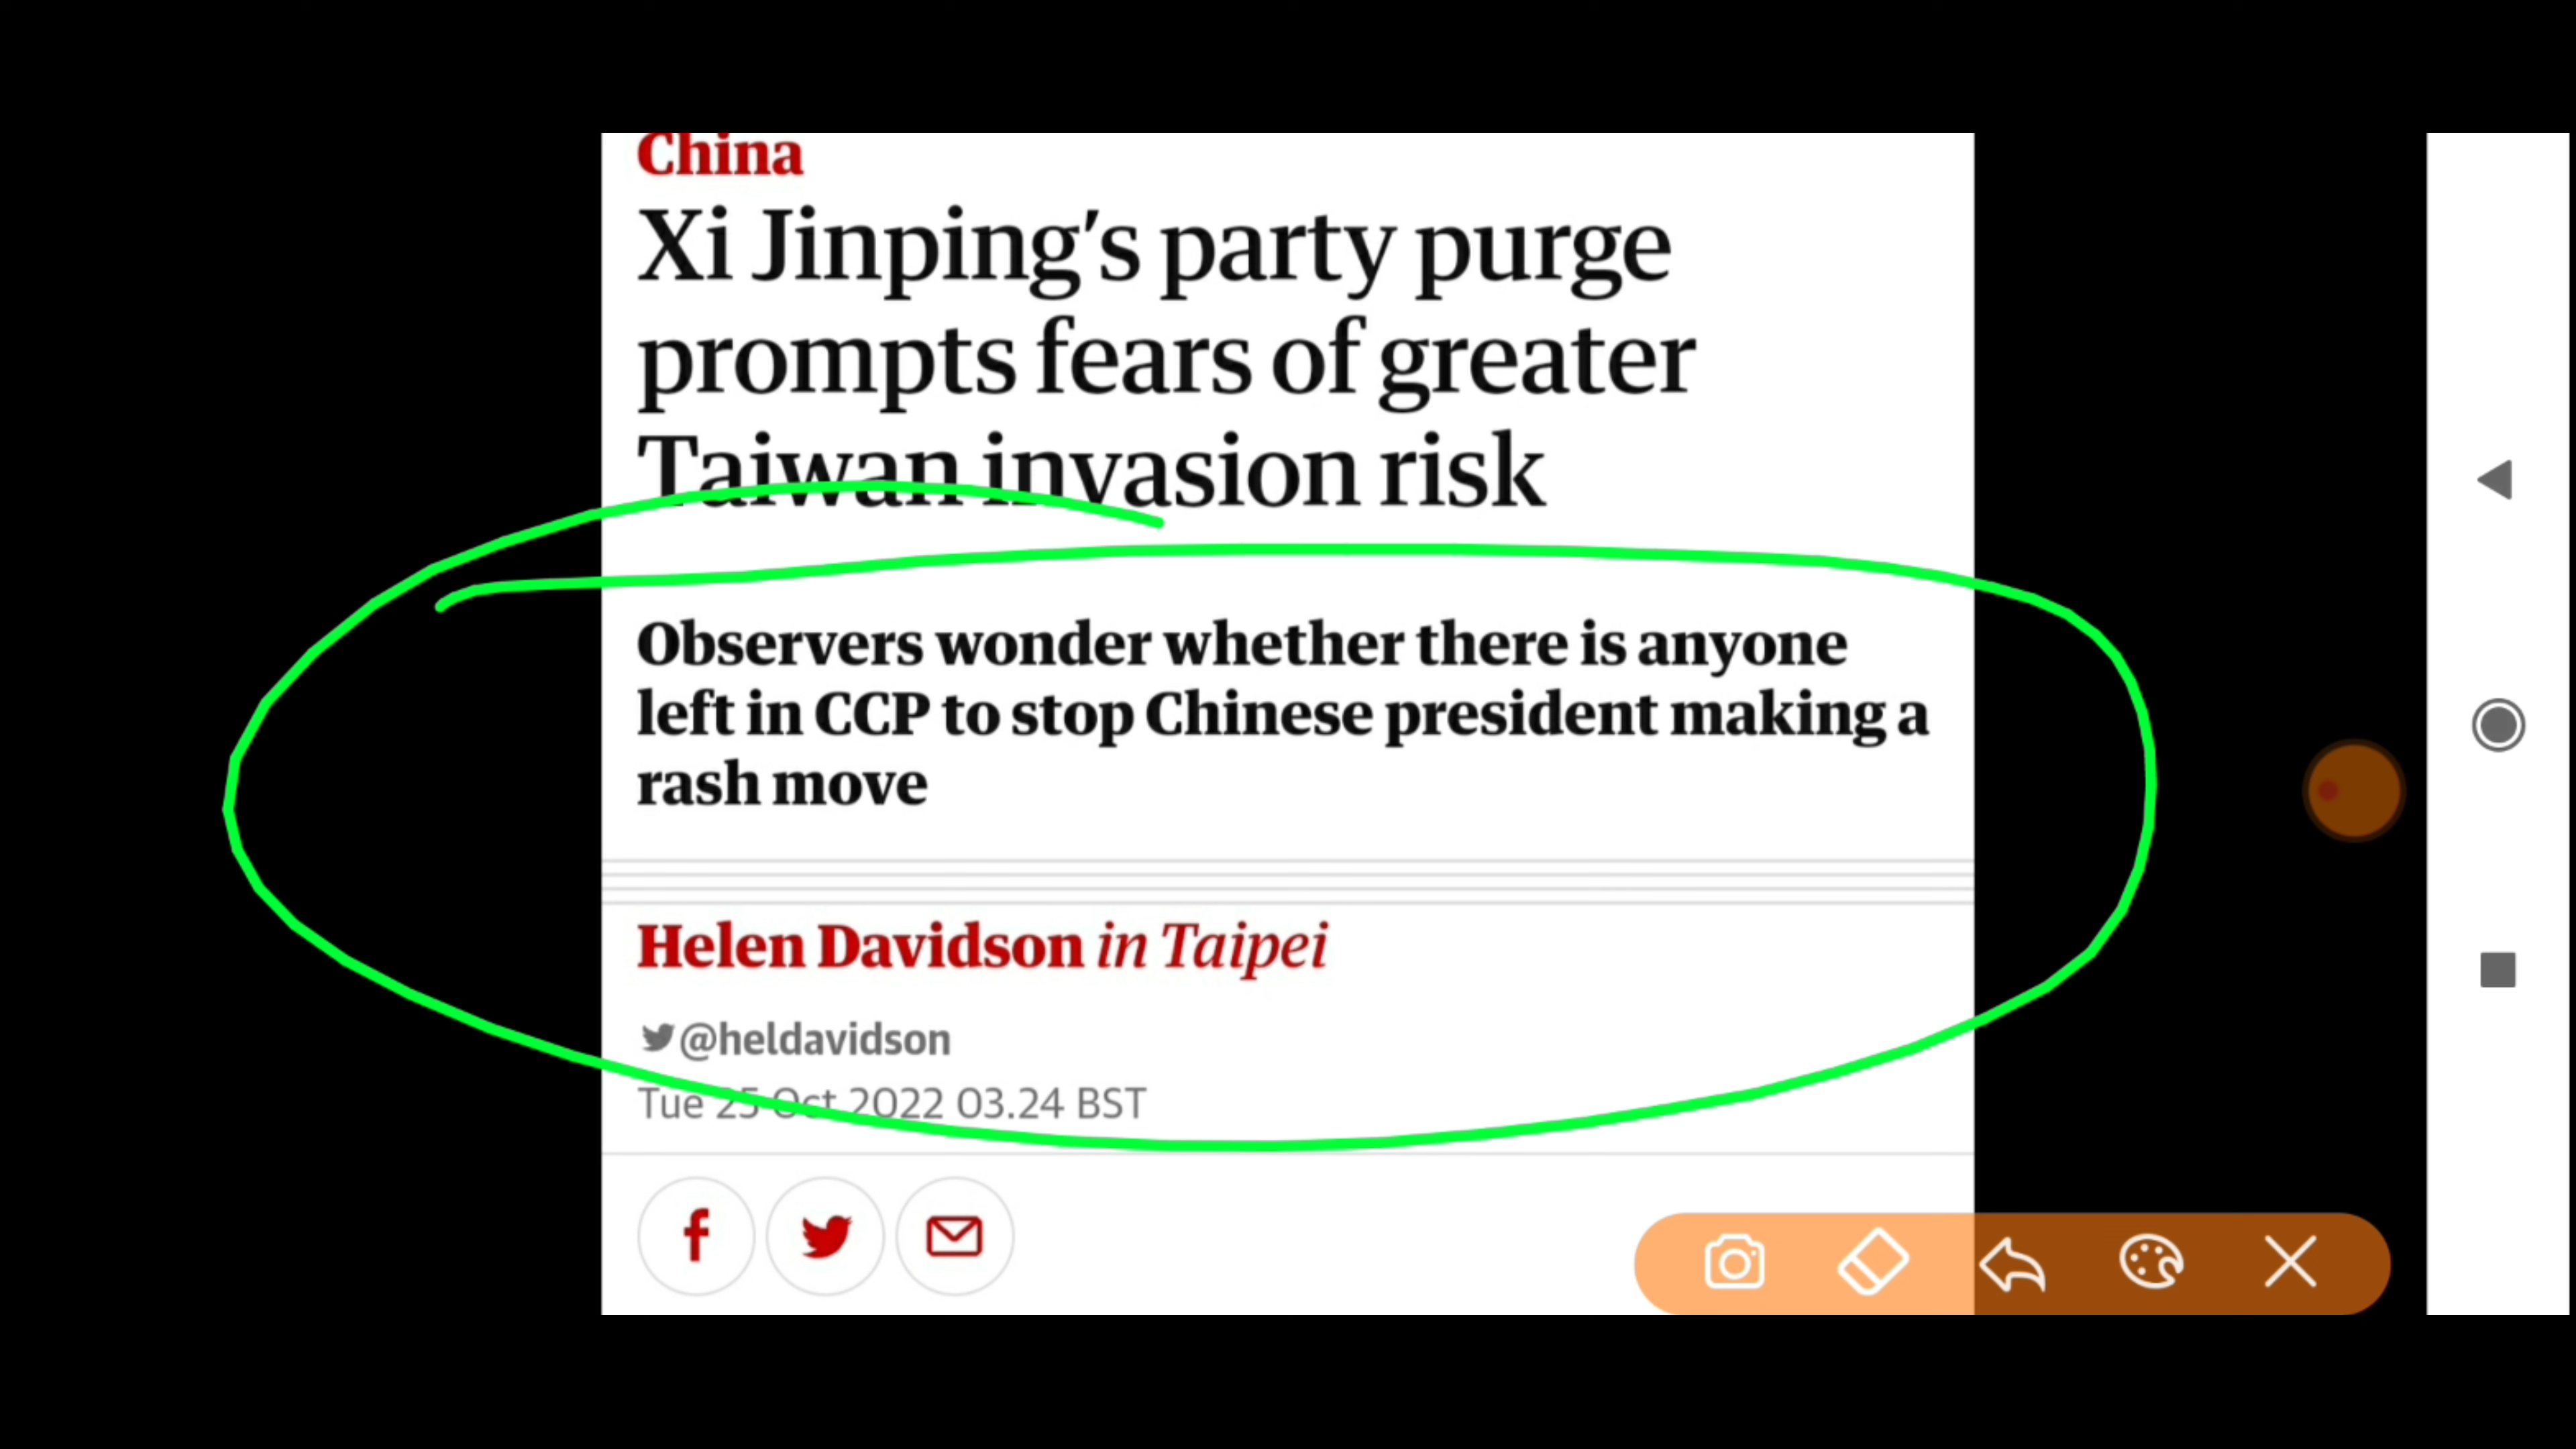 China
Xi Jinping’s party purge
prompts fears of greater
Taiwan invasion risk
Observers wonder whether there is anyone
left in CCP to stop Chinese president making a
rash move
Helen Davidson in Taipei
@heldavidson
Tue 25 Oct 2022 03.24 BST